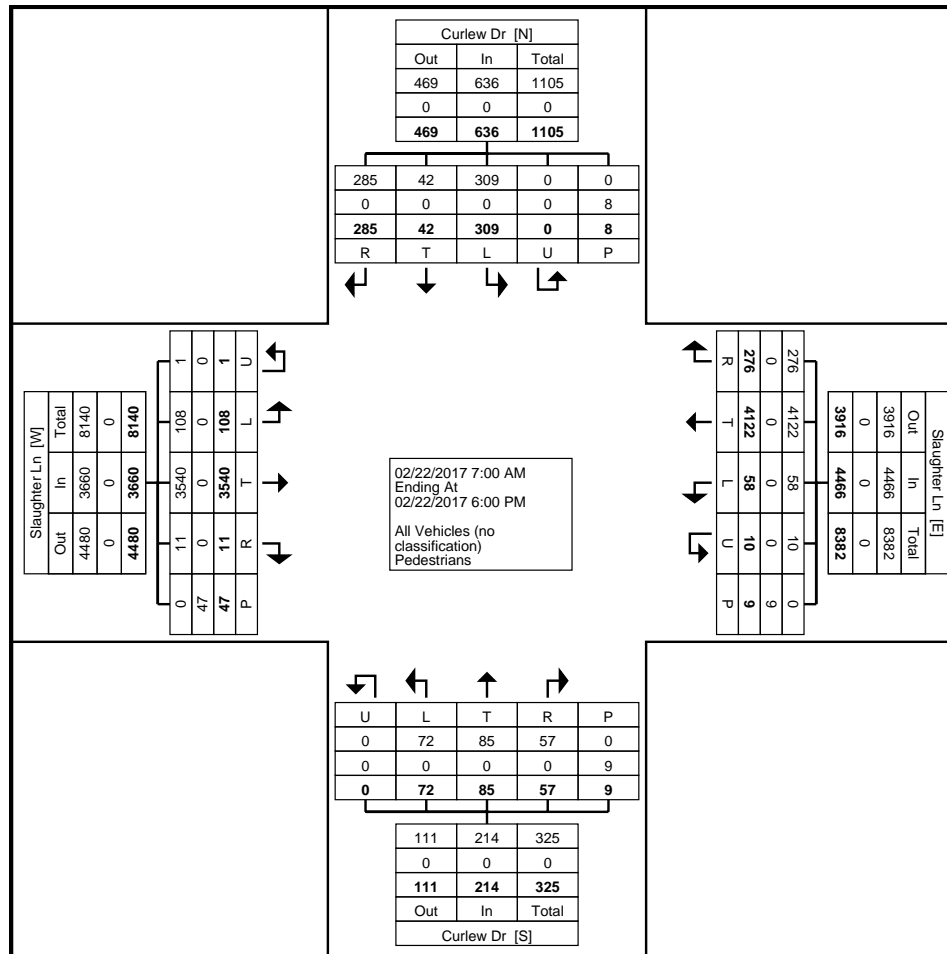 Curlew Dr [N]
Out In Total
469 636 1105
0 0 0
469 636 1105
285 42 309 0 0
0 0 0 0 8
285 42 309 0 8
R T L U P
Slaughter Ln [W]
Total In Out
8140 3660 4480
0 0 0
8140 3660 4480
1 108 3540 11 0
0 0 0 0 47
1 108 3540 11 47
U L T R P
02/22/2017 7:00 AM
Ending At
02/22/2017 6:00 PM
All Vehicles (no
classification)
Pedestrians
Slaughter Ln [E]
Out In Total
3916 4466 8382
0 0 0
3916 4466 8382
276 4122 58 10 0
0 0 0 0 9
276 4122 58 10 9
R T L U P
U L T R P
0 72 85 57 0
0 0 0 0 9
0 72 85 57 9
111 214 325
0 0 0
111 214 325
Out In Total
Curlew Dr [S]